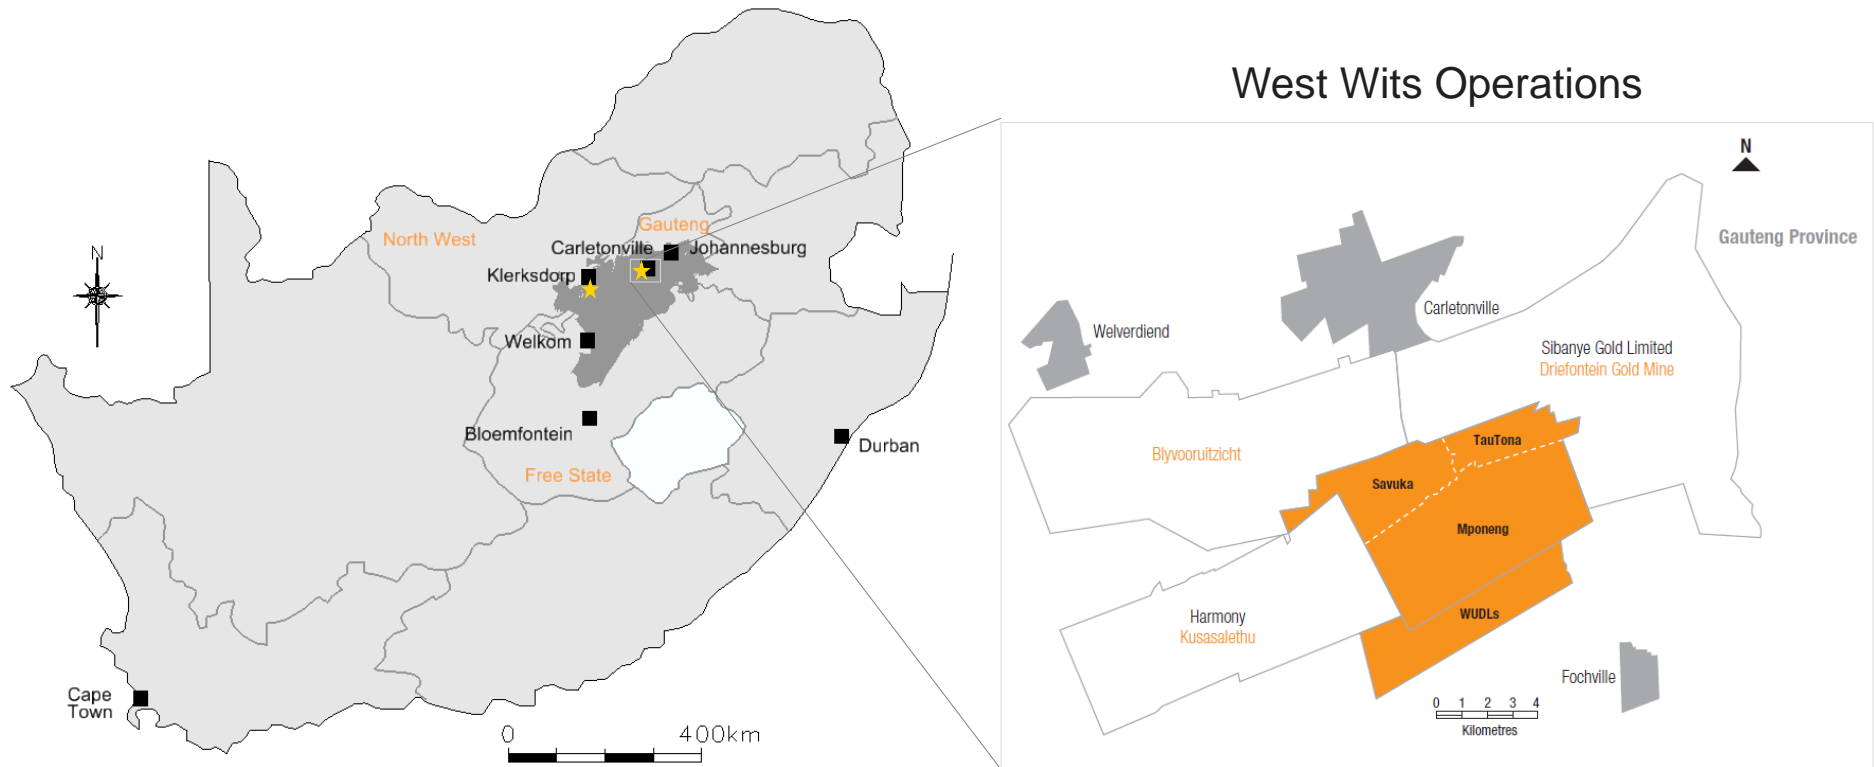 West Wits Operations
N
North West
Gauteng
Carletonville
Johannesburg
Klerksdorp
Welkom
Bloemfontein
Free State
Durban
Cape
Town
0 400km
N
Gauteng Province
Carletonville
Welverdiend
Sibanye Gold Limited
Driefontein Gold Mine
Blyvooruitzicht
TauTona
Savuka
Mponeng
WUDLs
Harmony
Kusasalethu
Fochville
0 1 2 3 4
Kilometres